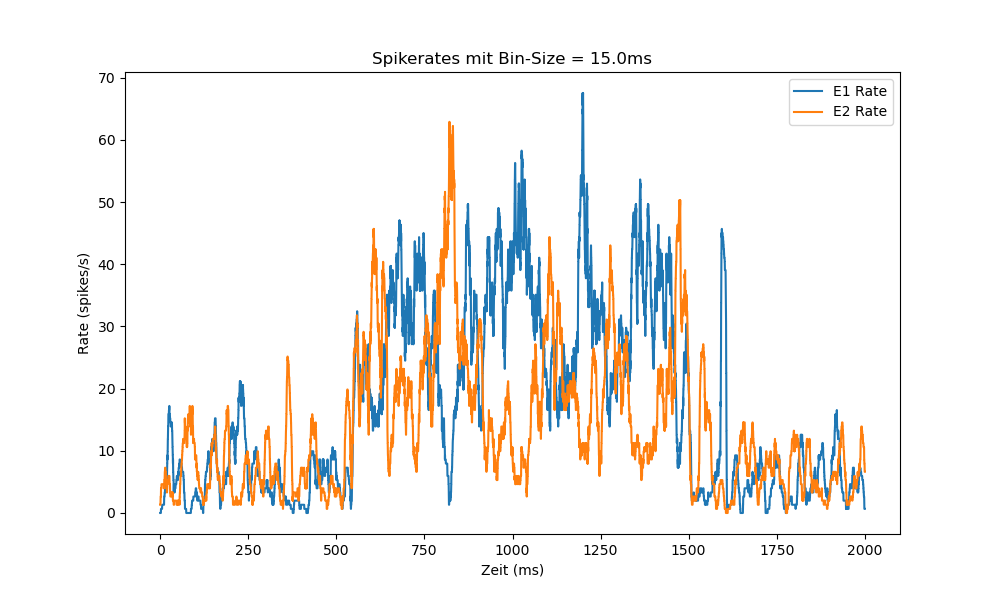 Spikerates mit Bin-Size = 15.0ms
E1 Rate
E2 Rate
Rate (spikes/s)
70
60
50
40
30
20
10
0
0 250 500 750 1000 1250 1500 1750 2000
Zeit (ms)